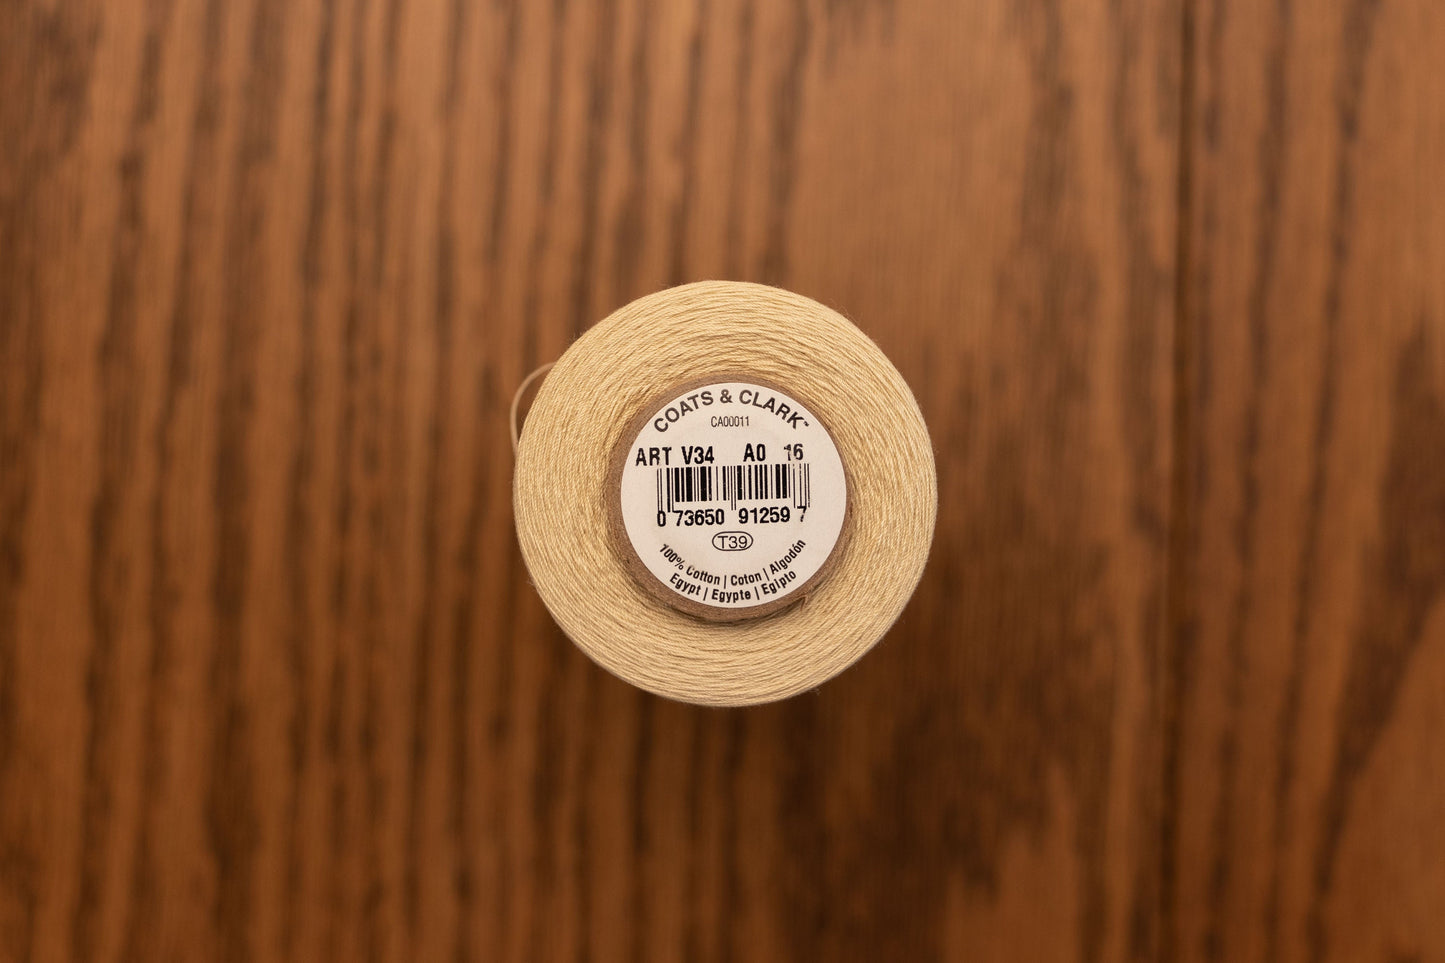 COATS & CLARK™
CA00011
ART V34 A0 16
0 73650 91259 7
T39
100% Cotton | Coton | Algodón
Egypt | Egypte | Egipto